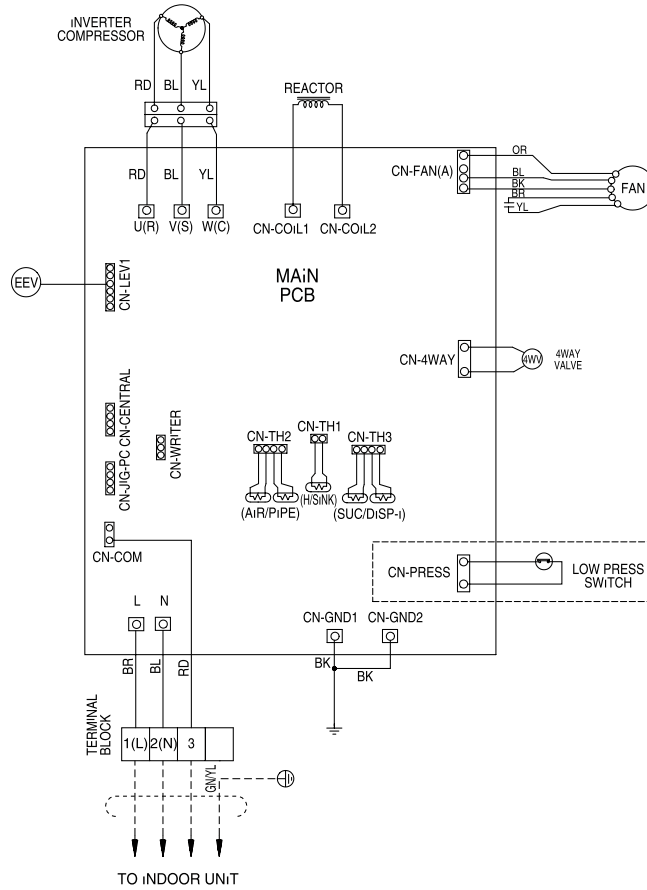 INVERTER
COMPRESSOR
RD BL YL
REACTOR
RD BL YL
U(R) V(S) W(C)
CN-COIL1 CN-COIL2
CN-FAN(A)
OR
BL
BK
BR
YL
FAN
EEV
CN-LEV1
MAIN
PCB
CN-4WAY
4WV
4WAY
VALVE
CN-CENTRAL
CN-JIG-PC
CN-WRITER
CN-TH2
CN-TH1
CN-TH3
(AIR/PIPE)
(H/SINK)
(SUC/DISP-I)
CN-COM
CN-PRESS
LOW PRESS
SWITCH
L N
CN-GND1 CN-GND2
BR BL RD
BK
BK
TERMINAL
BLOCK
1(L) 2(N) 3
GN/YL
TO INDOOR UNIT